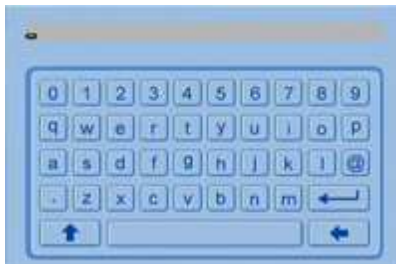 0 1 2 3 4 5 6 7 8 9
q w e r t y u i o p
a s d f g h j k l @
. z x c v b n m